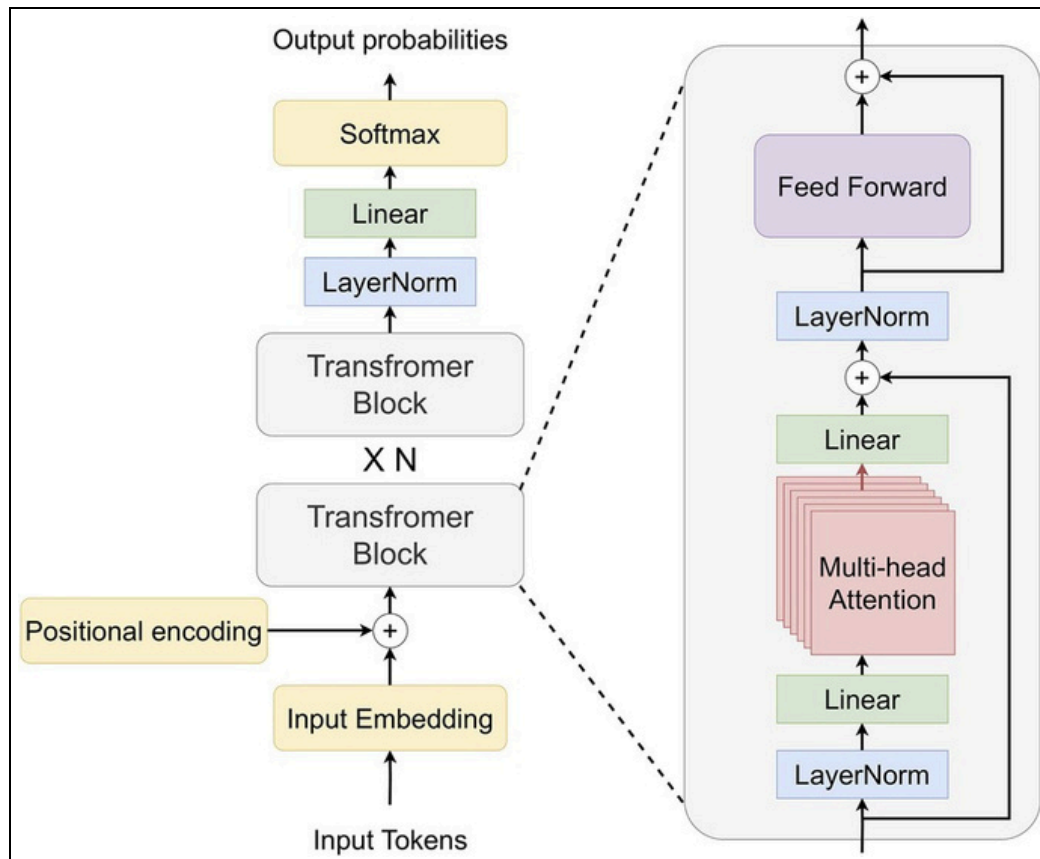 Output probabilities
Softmax
Linear
LayerNorm
Transfromer
Block
X N
Transfromer
Block
Positional encoding
+
Input Embedding
Input Tokens
+
Feed Forward
LayerNorm
+
Linear
Multi-head
Attention
Linear
LayerNorm